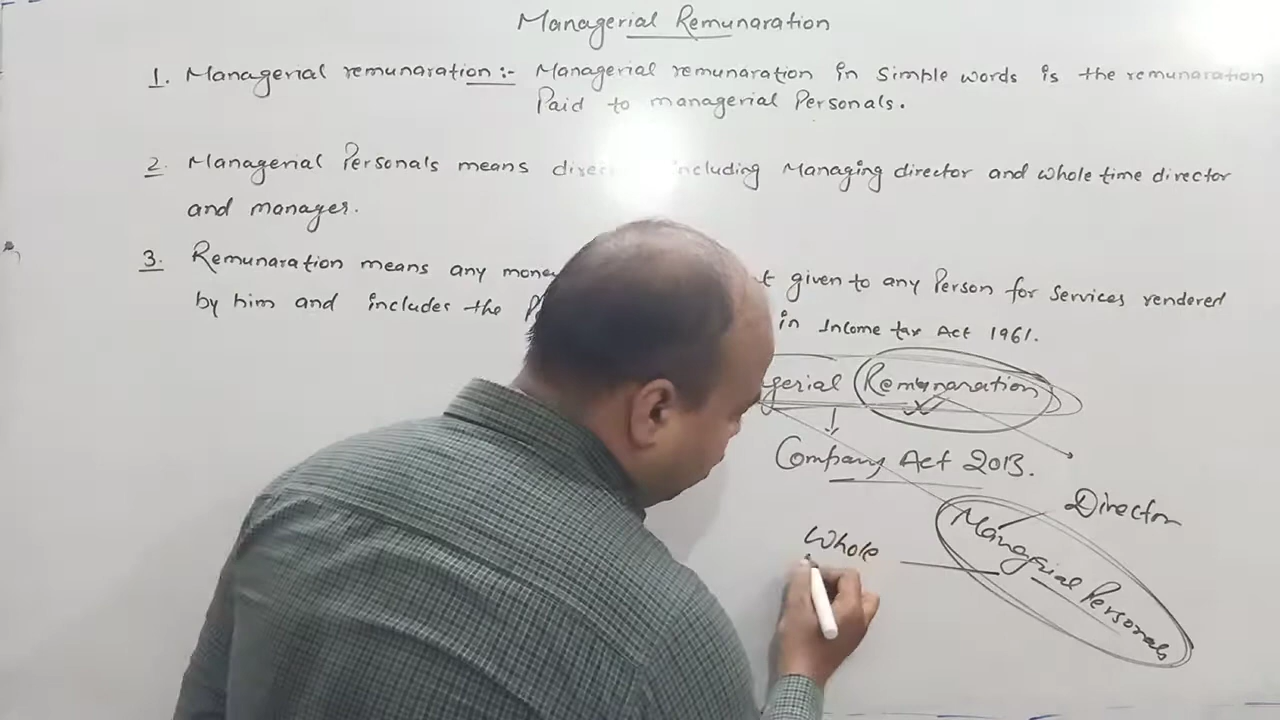 Managerial Remunaration
1. Managerial remunaration :- Managerial remunaration in simple words is the remunaration
Paid to managerial Personals.
2. Managerial Personals means including Managing director and whole time director
and manager.
3. Remunaration means any given to any Person for services rendered
by him and includes the in Income tax Act 1961.
Remunaration
Company Act 2013.
Director
Whole
Managerial Personals